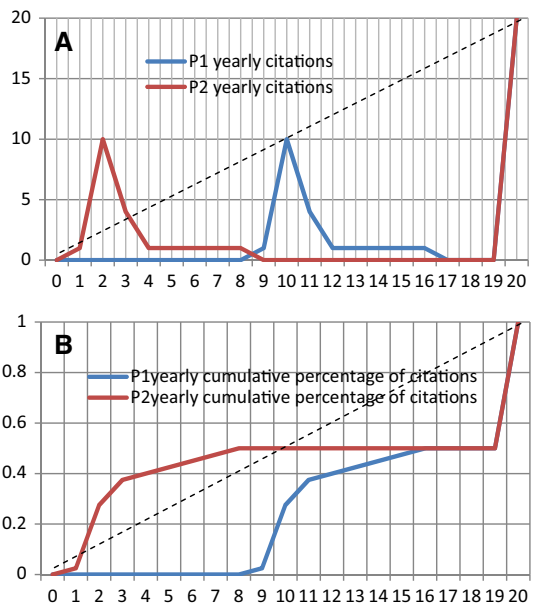 20
A
P1 yearly citations
15
P2 yearly citations
10
5
0
0 1 2 3 4 5 6 7 8 9 10 11 12 13 14 15 16 17 18 19 20
1
B
0.8
P1yearly cumulative percentage of citations
P2yearly cumulative percentage of citations
0.6
0.4
0.2
0
0 1 2 3 4 5 6 7 8 9 10 11 12 13 14 15 16 17 18 19 20